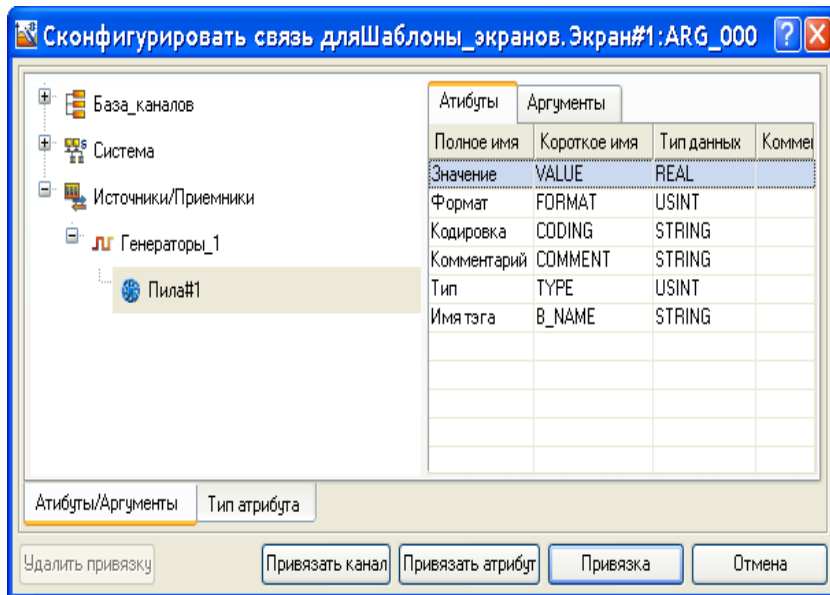 Сконфигурировать связь дляШаблоны_экранов.Экран#1:ARG_000
База_каналов
Система
Источники/Приемники
Генераторы_1
Пила#1
Атибуты Аргументы
Полное имя Короткое имя Тип данных Коммен
Значение VALUE REAL
Формат FORMAT USINT
Кодировка CODING STRING
Комментарий COMMENT STRING
Тип TYPE USINT
Имя тэга B_NAME STRING
Атибуты/Аргументы Тип атрибута
Удалить привязку Привязать канал Привязать атрибут Привязка Отмена